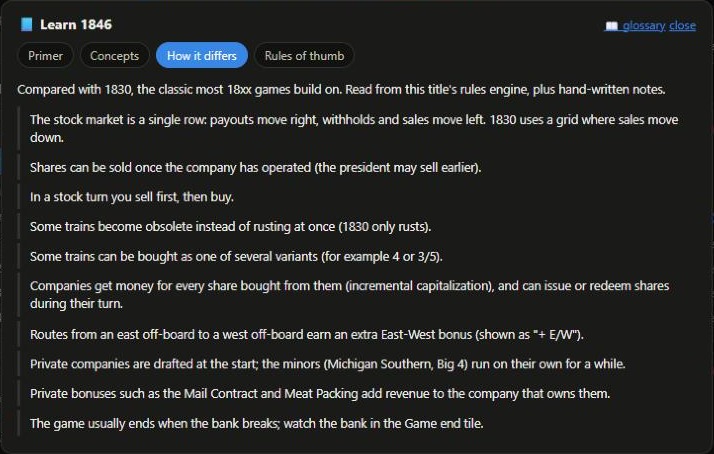 Learn 1846
glossary close
Primer
Concepts
How it differs
Rules of thumb
Compared with 1830, the classic most 18xx games build on. Read from this title's rules engine, plus hand-written notes.
The stock market is a single row: payouts move right, withholds and sales move left. 1830 uses a grid where sales move
down.
Shares can be sold once the company has operated (the president may sell earlier).
In a stock turn you sell first, then buy.
Some trains become obsolete instead of rusting at once (1830 only rusts).
Some trains can be bought as one of several variants (for example 4 or 3/5).
Companies get money for every share bought from them (incremental capitalization), and can issue or redeem shares
during their turn.
Routes from an east off-board to a west off-board earn an extra East-West bonus (shown as "+ E/W").
Private companies are drafted at the start; the minors (Michigan Southern, Big 4) run on their own for a while.
Private bonuses such as the Mail Contract and Meat Packing add revenue to the company that owns them.
The game usually ends when the bank breaks; watch the bank in the Game end tile.